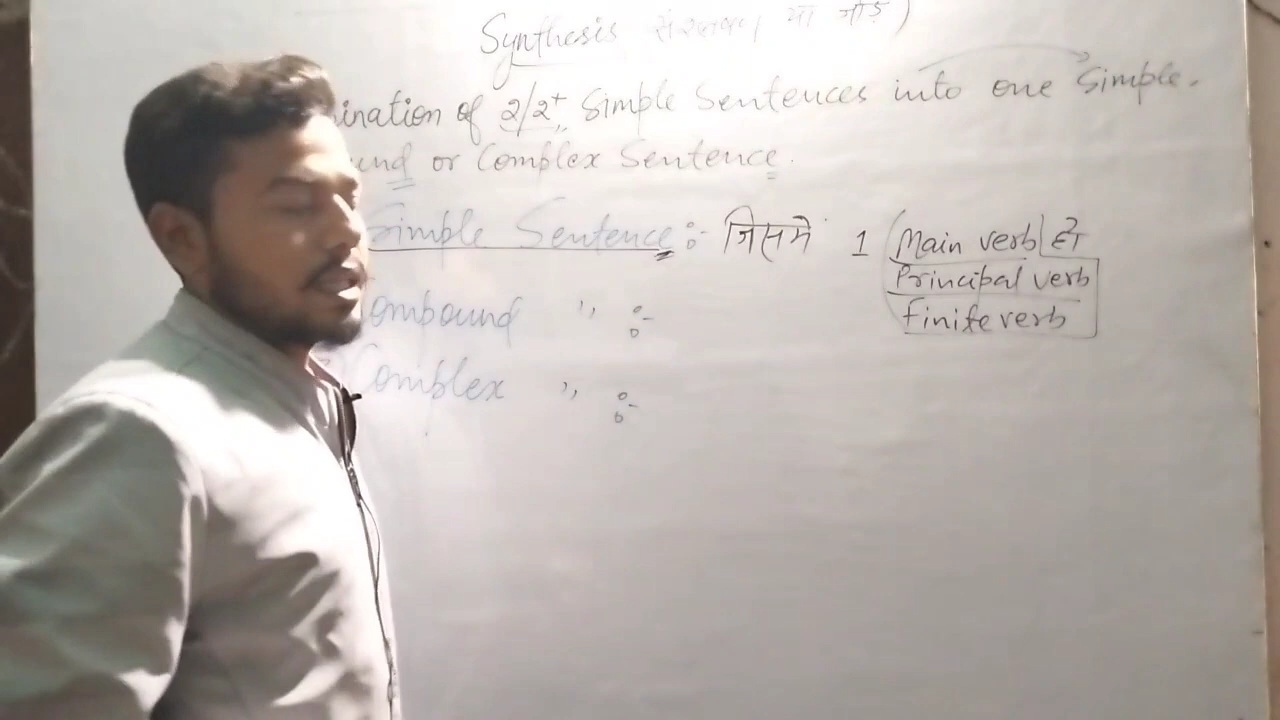 Synthesis या जोड़)
ination of 2/2+ Simple Sentences into one Simple.
und or Complex Sentence.
Simple Sentence :- जिसमे 1 Main verb हो
Principal verb
finite verb
ompound " :-
Complex " :-